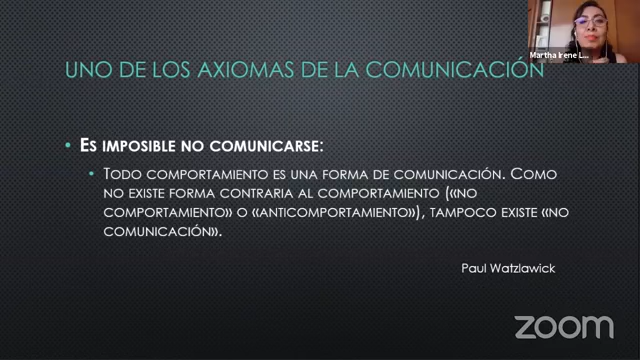 Martha Irene L...
UNO DE LOS AXIOMAS DE LA COMUNICACIÓN
• ES IMPOSIBLE NO COMUNICARSE:
• TODO COMPORTAMIENTO ES UNA FORMA DE COMUNICACIÓN. COMO
NO EXISTE FORMA CONTRARIA AL COMPORTAMIENTO («NO
COMPORTAMIENTO» O «ANTICOMPORTAMIENTO»), TAMPOCO EXISTE «NO
COMUNICACIÓN».
Paul Watzlawick
zoom